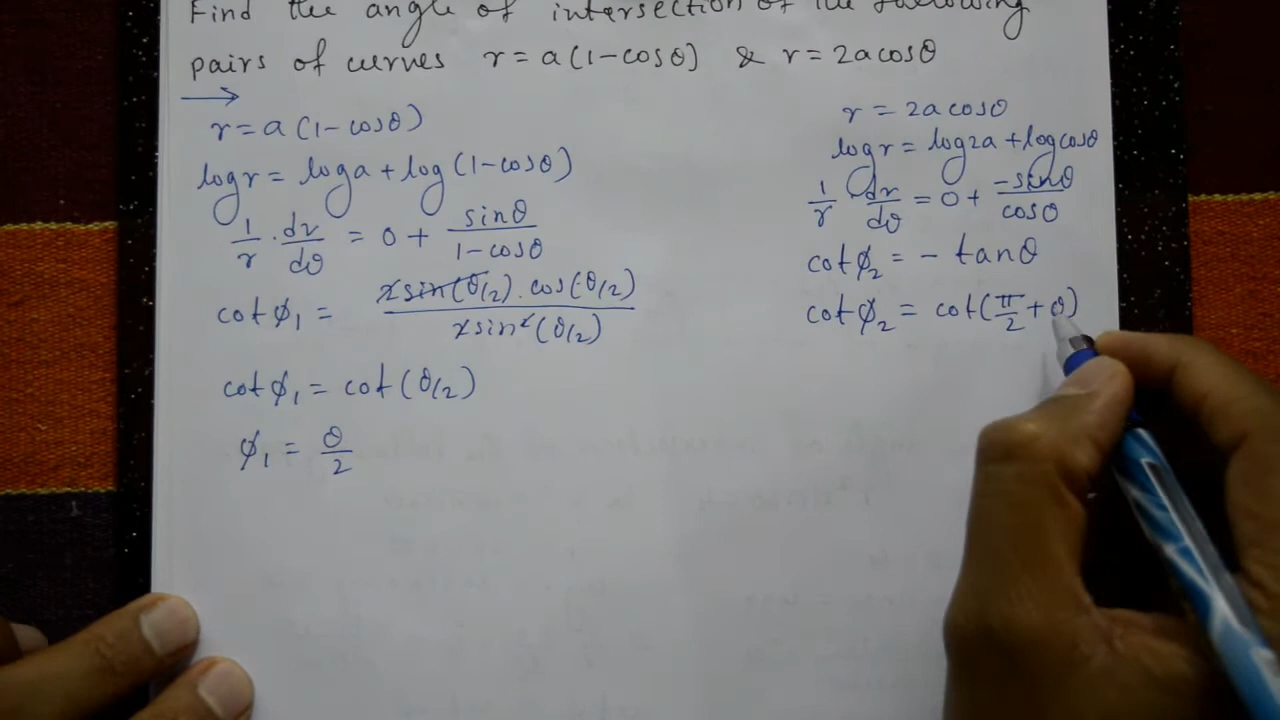 Find the angle of intersection of the following
pairs of curves r = a(1-cosθ) & r = 2acosθ
r = a(1-cosθ)
log r = log a + log(1-cosθ)
1/r . dr/dθ = 0 + sinθ/1-cosθ
cot ϕ₁ = 2sin(θ/2).cos(θ/2)/2sin²(θ/2)
cot ϕ₁ = cot(θ/2)
ϕ₁ = θ/2
r = 2a cosθ
log r = log 2a + log cosθ
1/r . dr/dθ = 0 + -sinθ/cosθ
cot ϕ₂ = - tanθ
cot ϕ₂ = cot(π/2 + θ)